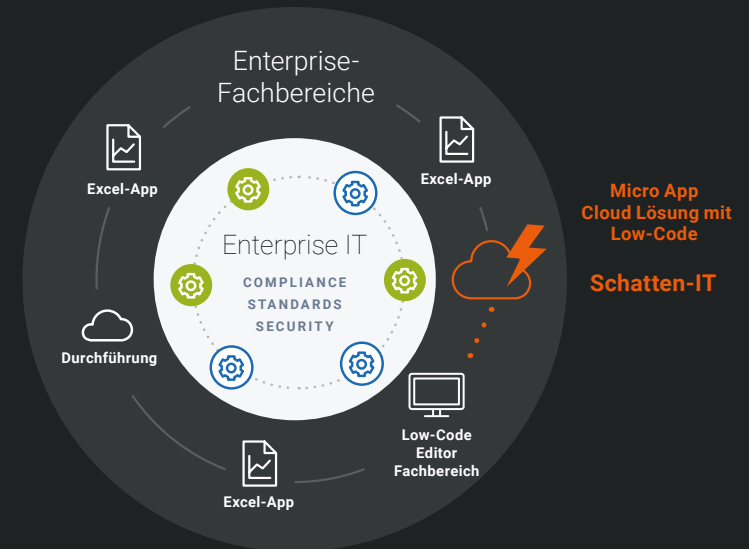 Enterprise-
Fachbereiche
Excel-App
Excel-App
Micro App
Cloud Lösung mit
Low-Code
Schatten-IT
Enterprise IT
COMPLIANCE
STANDARDS
SECURITY
Durchführung
Low-Code
Editor
Fachbereich
Excel-App